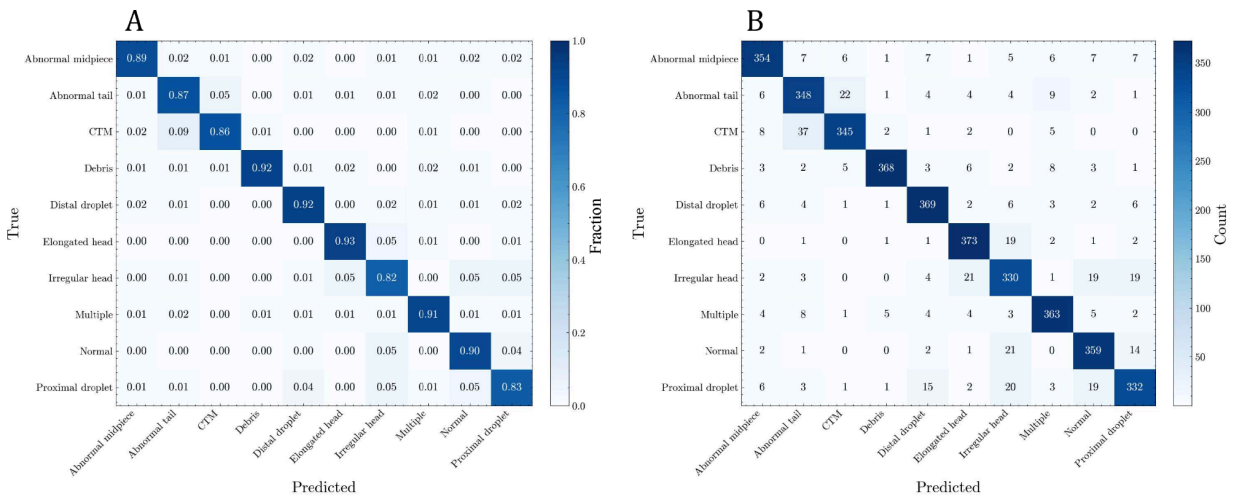 A
True
Abnormal midpiece 0.89 0.02 0.01 0.00 0.02 0.00 0.01 0.01 0.02 0.02
Abnormal tail 0.01 0.87 0.05 0.00 0.01 0.01 0.01 0.02 0.00 0.00
CTM 0.02 0.09 0.86 0.01 0.00 0.00 0.00 0.01 0.00 0.00
Debris 0.01 0.01 0.01 0.92 0.01 0.02 0.00 0.02 0.01 0.00
Distal droplet 0.02 0.01 0.00 0.00 0.92 0.00 0.02 0.01 0.01 0.02
Elongated head 0.00 0.00 0.00 0.00 0.00 0.93 0.05 0.01 0.00 0.01
Irregular head 0.00 0.01 0.00 0.00 0.01 0.05 0.82 0.00 0.05 0.05
Multiple 0.01 0.02 0.00 0.01 0.01 0.01 0.01 0.91 0.01 0.01
Normal 0.00 0.00 0.00 0.00 0.00 0.00 0.05 0.00 0.90 0.04
Proximal droplet 0.01 0.01 0.00 0.00 0.04 0.00 0.05 0.01 0.05 0.83
Abnormal midpiece
Abnormal tail
CTM
Debris
Distal droplet
Elongated head
Irregular head
Multiple
Normal
Proximal droplet
Predicted
1.0
0.8
0.6
0.4
0.2
0.0
Fraction
B
True
Abnormal midpiece 354 7 6 1 7 1 5 6 7 7
Abnormal tail 6 348 22 1 4 4 4 9 2 1
CTM 8 37 345 2 1 2 0 5 0 0
Debris 3 2 5 368 3 6 2 8 3 1
Distal droplet 6 4 1 1 369 2 6 3 2 6
Elongated head 0 1 0 1 1 373 19 2 1 2
Irregular head 2 3 0 0 4 21 330 1 19 19
Multiple 4 8 1 5 4 4 3 363 5 2
Normal 2 1 0 0 2 1 21 0 359 14
Proximal droplet 6 3 1 1 15 2 20 3 19 332
Abnormal midpiece
Abnormal tail
CTM
Debris
Distal droplet
Elongated head
Irregular head
Multiple
Normal
Proximal droplet
Predicted
350
300
250
200
150
100
50
Count